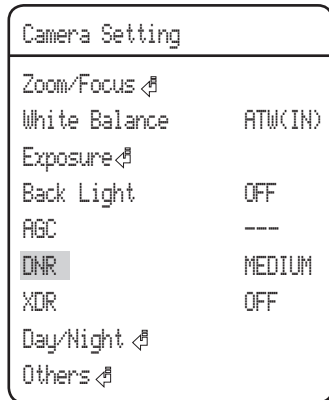 Camera Setting
Zoom/Focus ⏎
White Balance ATW(IN)
Exposure⏎
Back Light OFF
AGC ---
DNR MEDIUM
XDR OFF
Day/Night ⏎
Others ⏎